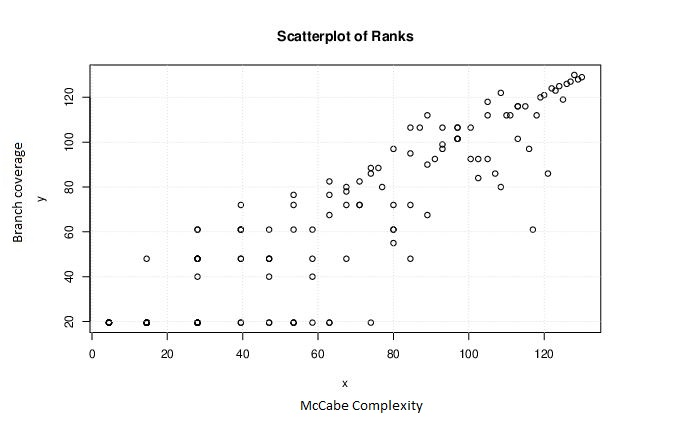 Scatterplot of Ranks
Branch coverage
y
120
100
80
60
40
20
0 20 40 60 80 100 120
x
McCabe Complexity